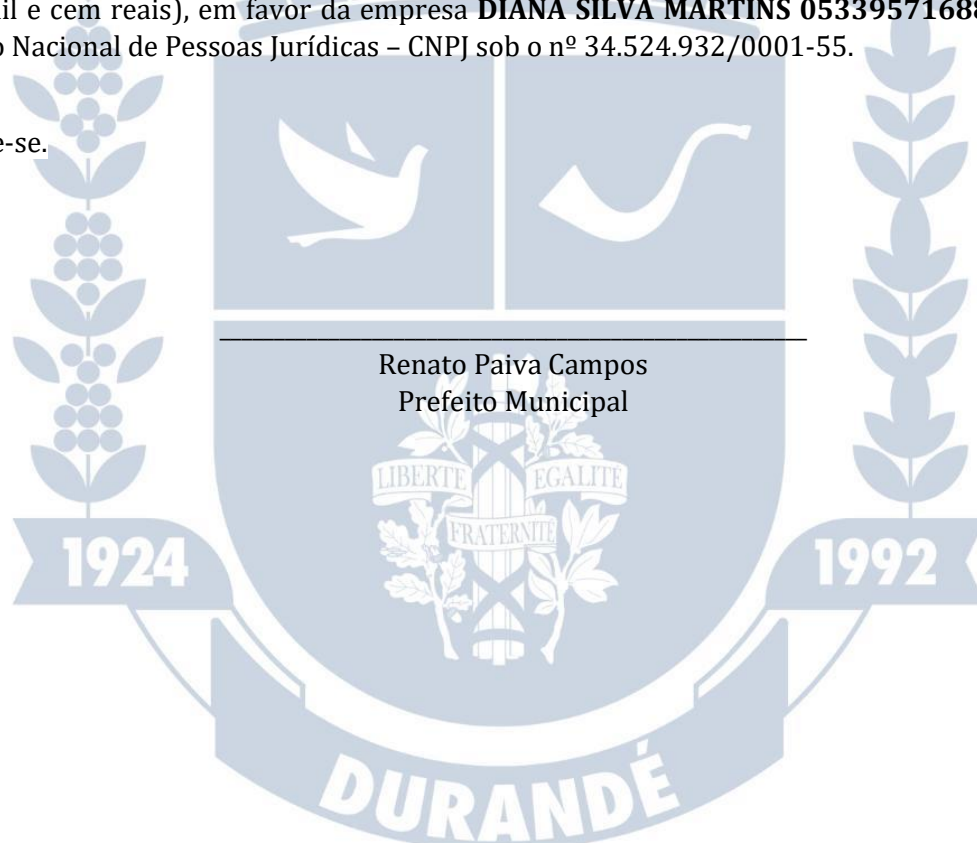 il e cem reais), em favor da empresa DIANA SILVA MARTINS 05339571688
o Nacional de Pessoas Jurídicas – CNPJ sob o nº 34.524.932/0001-55.
e-se.
Renato Paiva Campos
Prefeito Municipal
LIBERTE EGALITE
FRATERNITE
1924
1992
DURANDÉ